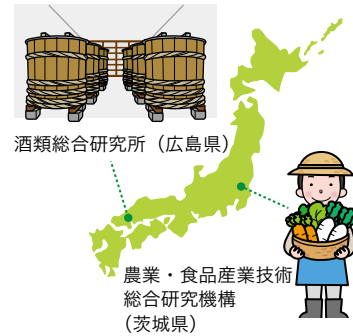 酒類総合研究所（広島県）
農業・食品産業技術
総合研究機構
（茨城県）